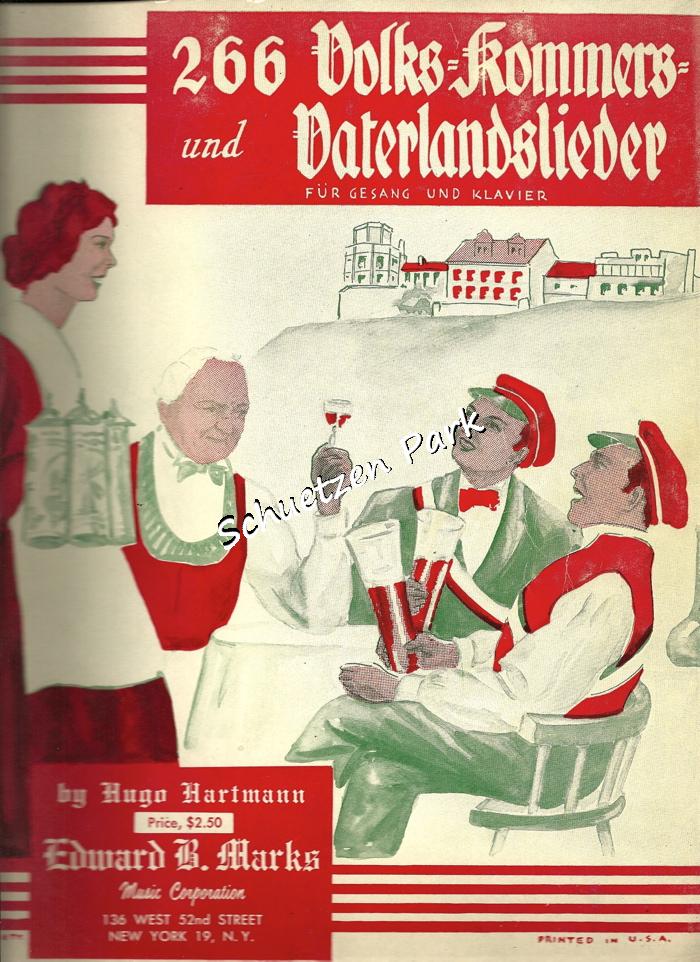 266 Volks=Kommers=
und Vaterlandslieder
FÜR GESANG UND KLAVIER
Schuetzen Park
by Hugo Hartmann
Price, $2.50
Edward B. Marks
Music Corporation
136 WEST 52nd STREET
NEW YORK 19, N. Y.
PRINTED IN U.S.A.